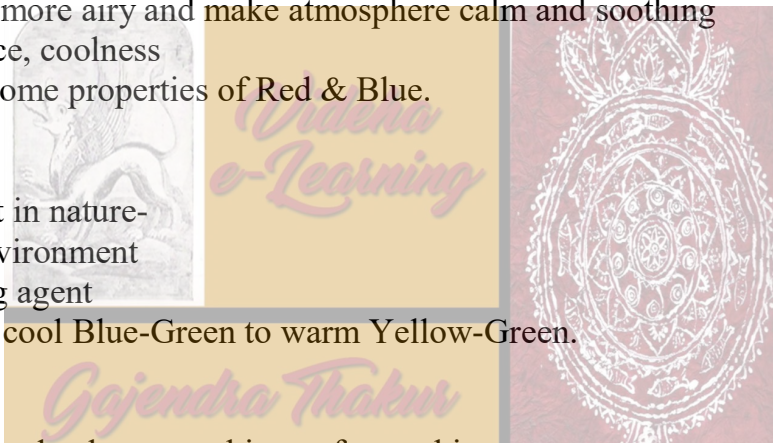 more airy and make atmosphere calm and soothing
ce, coolness
ome properties of Red & Blue.
Videha
e-Learning
t in nature-
vironment
g agent
cool Blue-Green to warm Yellow-Green.
Gajendra Thakur